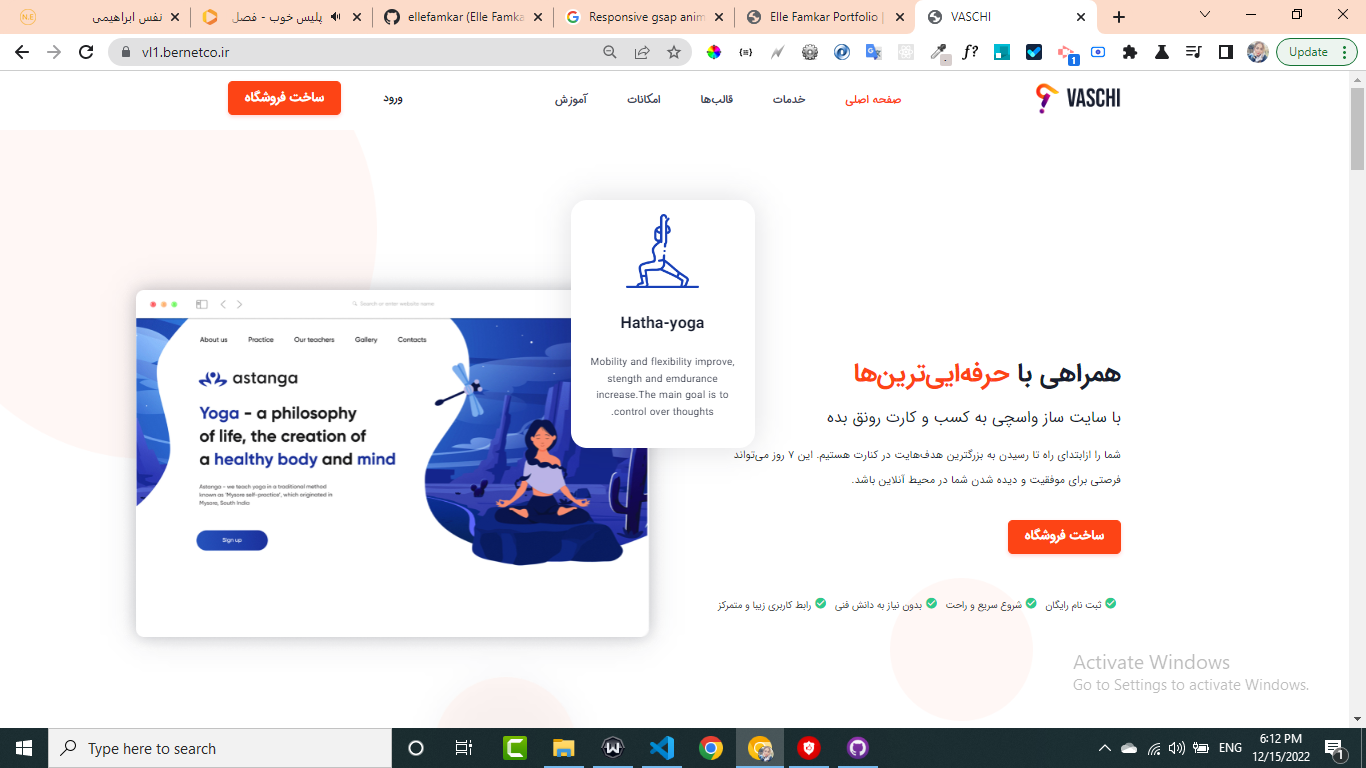 نفس ابراهیمی
پلیس خوب - فصل
ellefamkar (Elle Famka
Responsive gsap anim
Elle Famkar Portfolio |
VASCHI
vl1.bernetco.ir
Update
VASCHI
صفحه اصلی
خدمات
قالب‌ها
امکانات
آموزش
ورود
ساخت فروشگاه
Hatha-yoga
Mobility and flexibility improve,
stength and emdurance
increase.The main goal is to
.control over thoughts
Search or enter website name
About us
Practice
Our teachers
Gallery
Contacts
astanga
Yoga - a philosophy
of life, the creation of
a healthy body and mind
Astanga - we teach yoga in a traditional method
known as 'Mysore self-practice', which originated in
Mysore, South India
Sign up
همراهی با حرفه‌ایی‌ترین‌ها
با سایت ساز واسچی به کسب و کارت رونق بده
شما را ازابتدای راه تا رسیدن به بزرگترین هدف‌هایت در کنارت هستیم. این ۷ روز می‌تواند
فرصتی برای موفقیت و دیده شدن شما در محیط آنلاین باشد.
ساخت فروشگاه
ثبت نام رایگان
شروع سریع و راحت
بدون نیاز به دانش فنی
رابط کاربری زیبا و متمرکز
Activate Windows
Go to Settings to activate Windows.
Type here to search
ENG
6:12 PM
12/15/2022
1